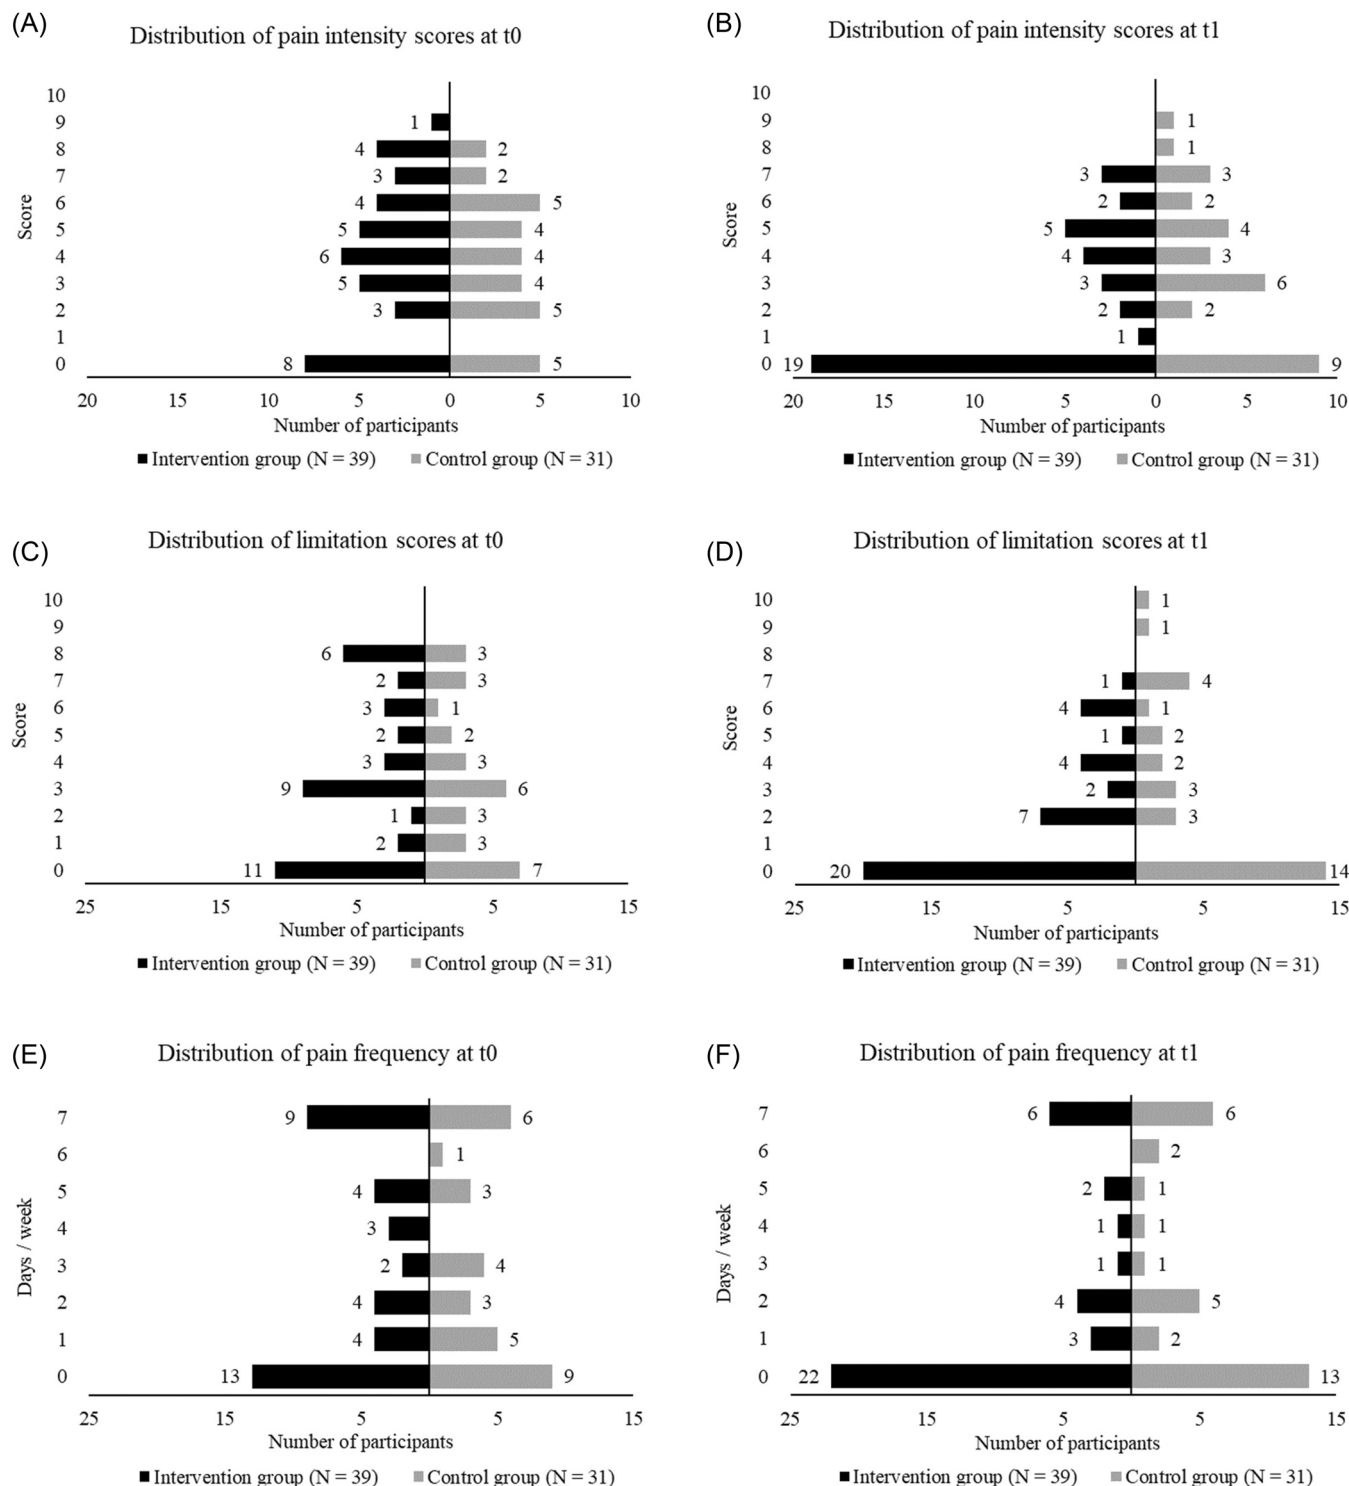 (A)
Distribution of pain intensity scores at t0
10
9 1
8 4 2
7 3 2
6 4 5
5 5 4
4 6 4
3 5 4
2 3 5
1
0 8 5
Score
20 15 10 5 0 5 10
Number of participants
Intervention group (N = 39) Control group (N = 31)
(B)
Distribution of pain intensity scores at t1
10
9 1
8 1
7 3 3
6 2 2
5 5 4
4 4 3
3 3 6
2 2 2
1 1
0 19 9
Score
20 15 10 5 0 5 10
Number of participants
Intervention group (N = 39) Control group (N = 31)
(C)
Distribution of limitation scores at t0
10
9
8 6 3
7 2 3
6 3 1
5 2 2
4 3 3
3 9 6
2 1 3
1 2 3
0 11 7
Score
25 15 5 5 15
Number of participants
Intervention group (N = 39) Control group (N = 31)
(D)
Distribution of limitation scores at t1
10 1
9 1
8
7 1 4
6 4 1
5 1 2
4 4 2
3 2 3
2 7 3
1
0 20 14
Score
25 15 5 5 15
Number of participants
Intervention group (N = 39) Control group (N = 31)
(E)
Distribution of pain frequency at t0
7 9 6
6 1
5 4 3
4 3
3 2 4
2 4 3
1 4 5
0 13 9
Days / week
25 15 5 5 15
Number of participants
Intervention group (N = 39) Control group (N = 31)
(F)
Distribution of pain frequency at t1
7 6 6
6 2
5 2 1
4 1 1
3 1 1
2 4 5
1 3 2
0 22 13
Days / week
25 15 5 5 15
Number of participants
Intervention group (N = 39) Control group (N = 31)